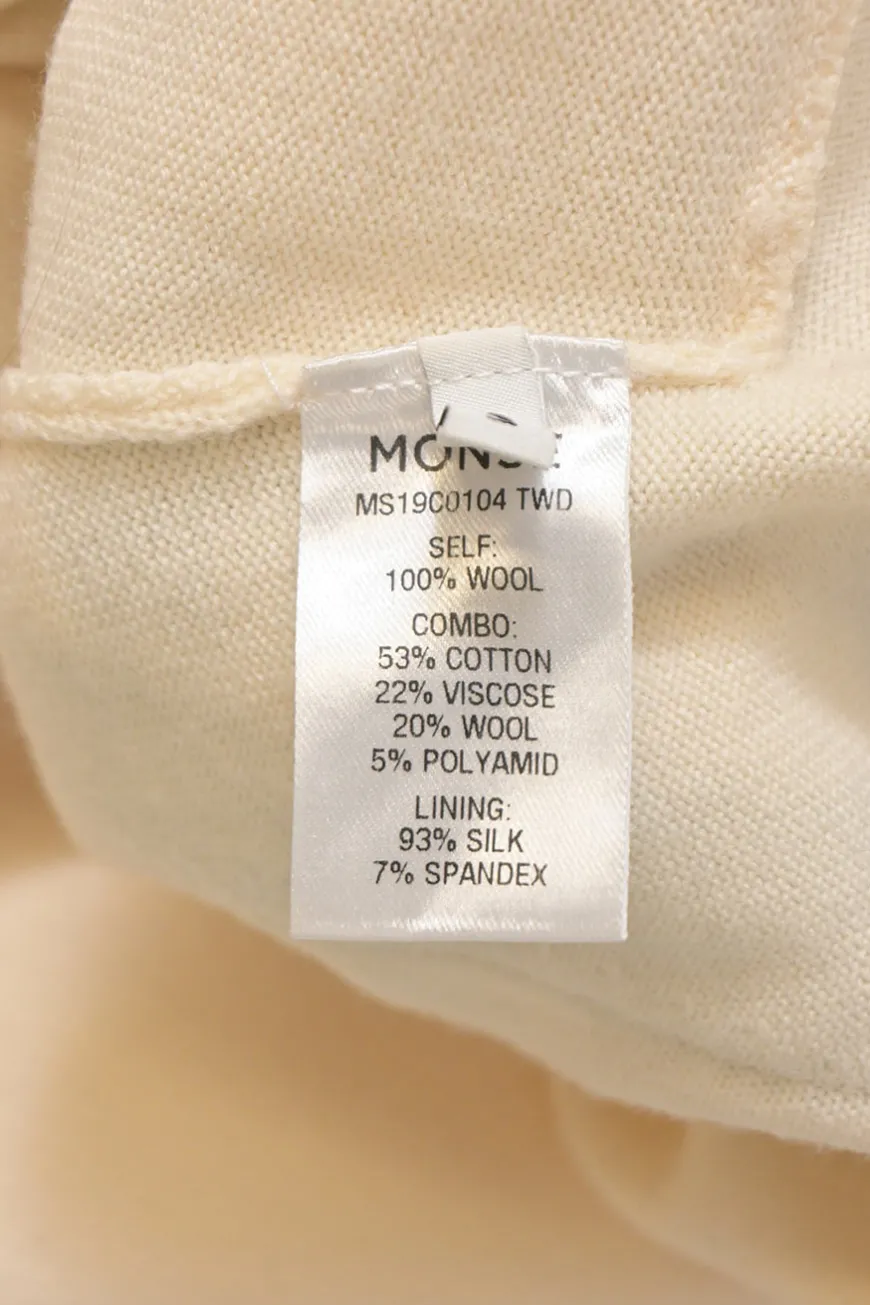 MONSE
MS19C0104 TWD
SELF:
100% WOOL
COMBO:
53% COTTON
22% VISCOSE
20% WOOL
5% POLYAMID
LINING:
93% SILK
7% SPANDEX